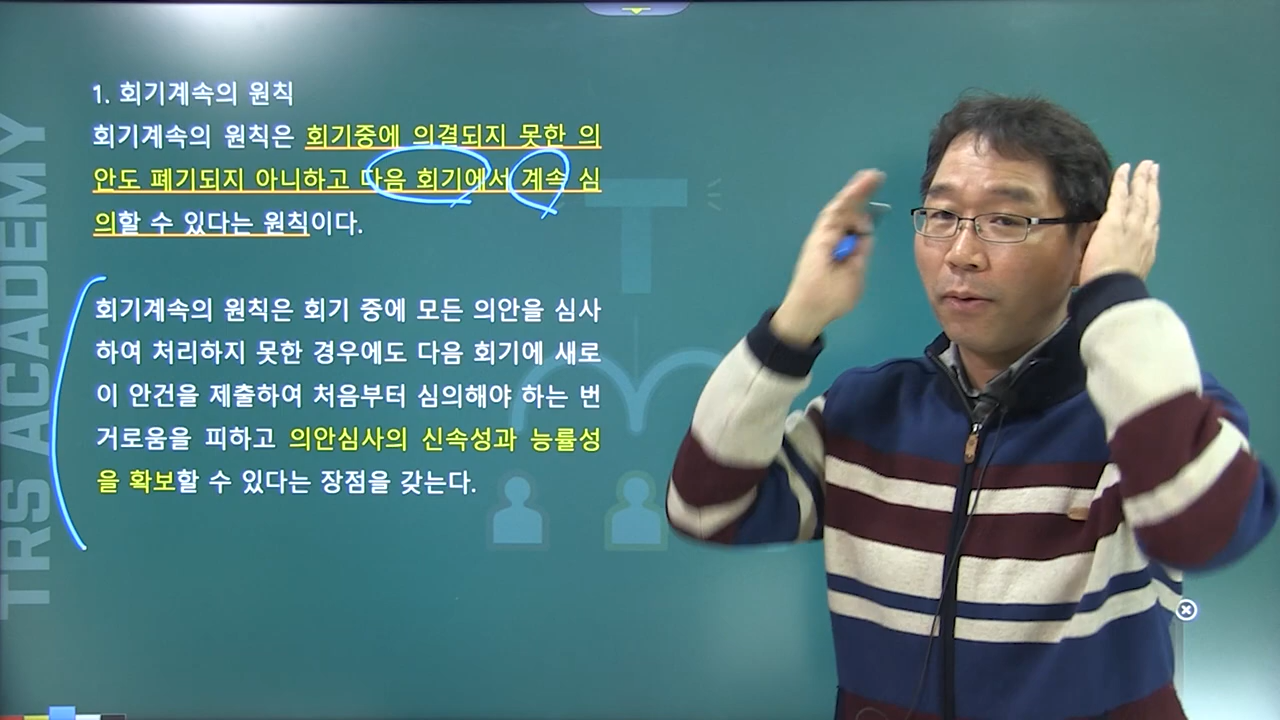 1. 회기계속의 원칙
회기계속의 원칙은 회기중에 의결되지 못한 의
안도 폐기되지 아니하고 다음 회기에서 계속 심
의할 수 있다는 원칙이다.
회기계속의 원칙은 회기 중에 모든 의안을 심사
하여 처리하지 못한 경우에도 다음 회기에 새로
이 안건을 제출하여 처음부터 심의해야 하는 번
거로움을 피하고 의안심사의 신속성과 능률성
을 확보할 수 있다는 장점을 갖는다.
TRS ACADEMY